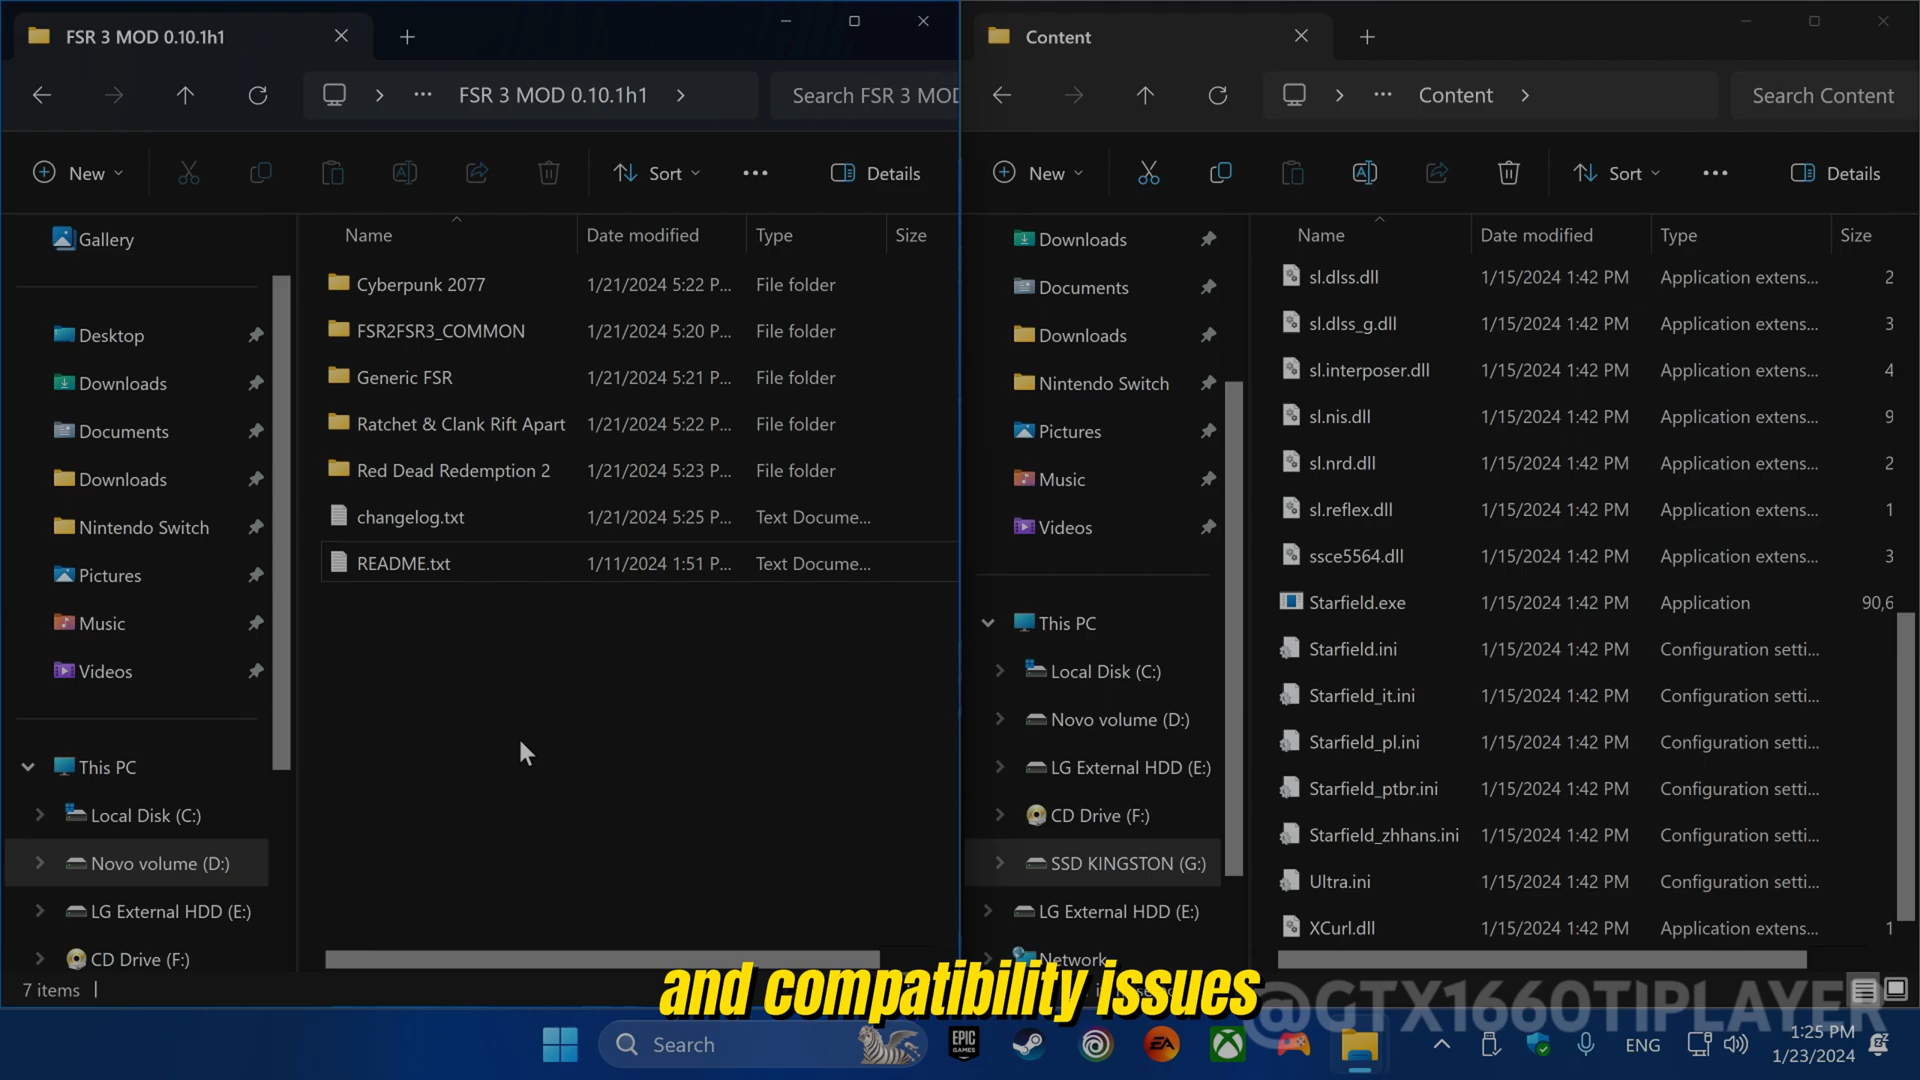 FSR 3 MOD 0.10.1h1
FSR 3 MOD 0.10.1h1
Search FSR 3 MOD
New
Sort
Details
Gallery
Desktop
Downloads
Documents
Downloads
Nintendo Switch
Pictures
Music
Videos
This PC
Local Disk (C:)
Novo volume (D:)
LG External HDD (E:)
CD Drive (F:)
Name Date modified Type Size
Cyberpunk 2077 1/21/2024 5:22 P... File folder
FSR2FSR3_COMMON 1/21/2024 5:20 P... File folder
Generic FSR 1/21/2024 5:21 P... File folder
Ratchet & Clank Rift Apart 1/21/2024 5:22 P... File folder
Red Dead Redemption 2 1/21/2024 5:23 P... File folder
changelog.txt 1/21/2024 5:25 P... Text Docume...
README.txt 1/11/2024 1:51 P... Text Docume...
7 items
Content
Content
Search Content
New
Sort
Details
Downloads
Documents
Downloads
Nintendo Switch
Pictures
Music
Videos
This PC
Local Disk (C:)
Novo volume (D:)
LG External HDD (E:)
CD Drive (F:)
SSD KINGSTON (G:)
LG External HDD (E:)
Network
Name Date modified Type Size
sl.dlss.dll 1/15/2024 1:42 PM Application extens... 2
sl.dlss_g.dll 1/15/2024 1:42 PM Application extens... 3
sl.interposer.dll 1/15/2024 1:42 PM Application extens... 4
sl.nis.dll 1/15/2024 1:42 PM Application extens... 9
sl.nrd.dll 1/15/2024 1:42 PM Application extens... 2
sl.reflex.dll 1/15/2024 1:42 PM Application extens... 1
ssce5564.dll 1/15/2024 1:42 PM Application extens... 3
Starfield.exe 1/15/2024 1:42 PM Application 90,6
Starfield.ini 1/15/2024 1:42 PM Configuration setti...
Starfield_it.ini 1/15/2024 1:42 PM Configuration setti...
Starfield_pl.ini 1/15/2024 1:42 PM Configuration setti...
Starfield_ptbr.ini 1/15/2024 1:42 PM Configuration setti...
Starfield_zhhans.ini 1/15/2024 1:42 PM Configuration setti...
Ultra.ini 1/15/2024 1:42 PM Configuration setti...
XCurl.dll 1/15/2024 1:42 PM Application extens... 1
and compatibility issues
@GTX1660TIPLAYER
Search
EPIC GAMES
EA
ENG
1:25 PM
1/23/2024